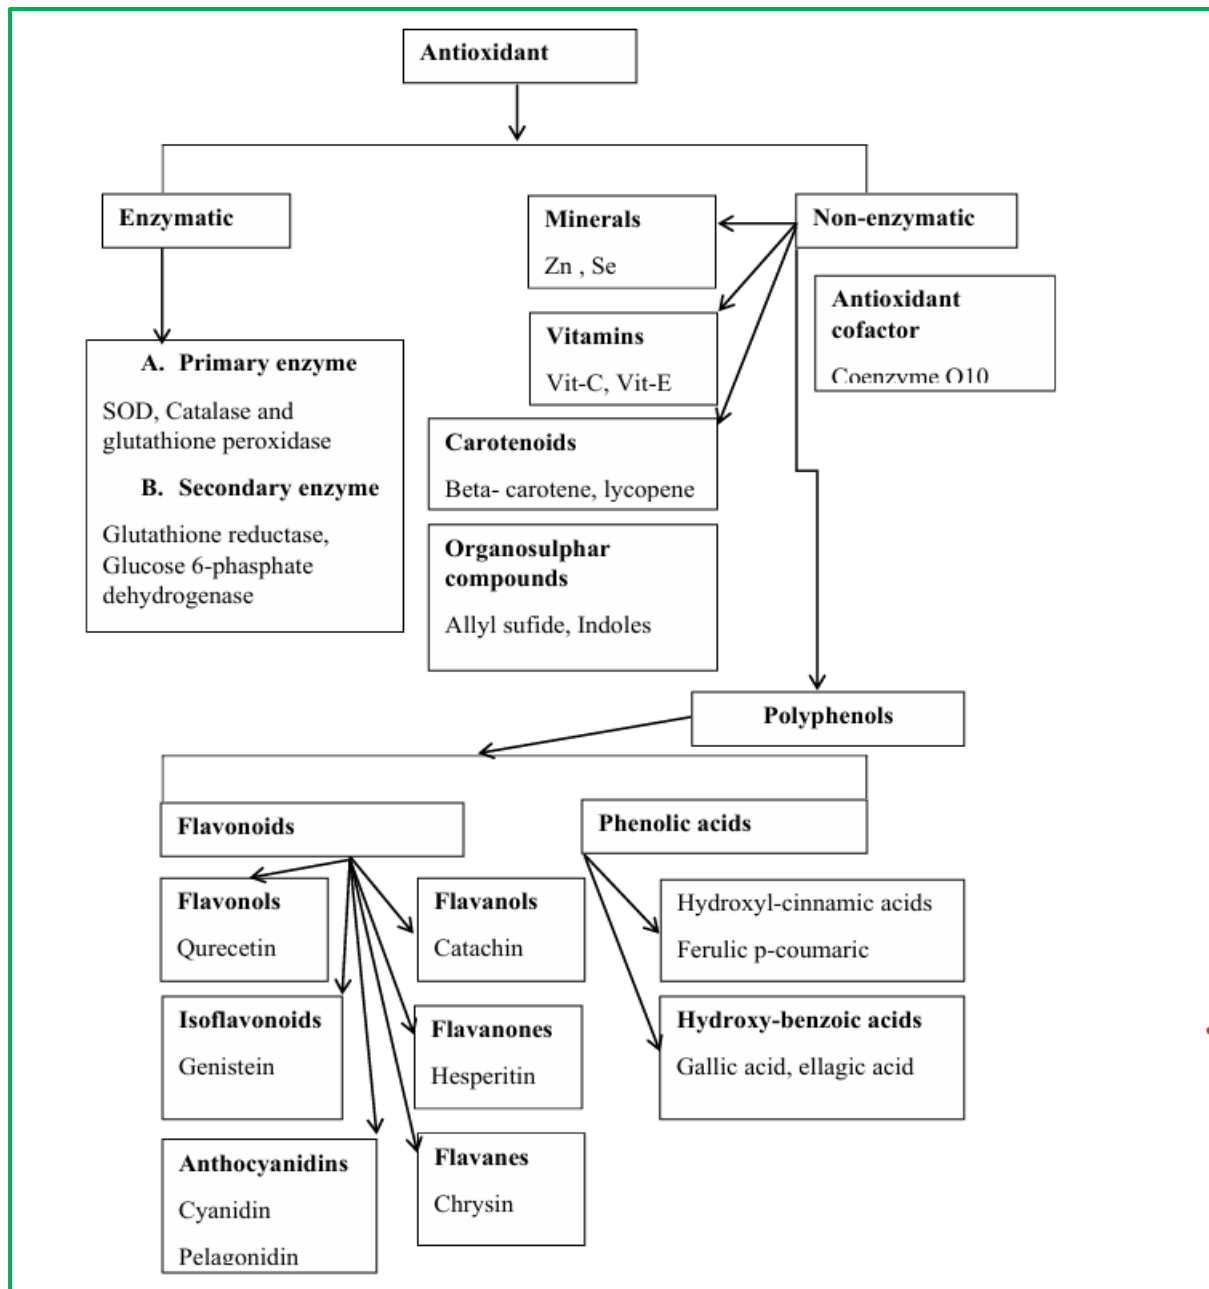 Antioxidant
Enzymatic
Minerals
Zn , Se
Non-enzymatic
Antioxidant
cofactor
Coenzyme Q10
Vitamins
Vit-C, Vit-E
A. Primary enzyme
SOD, Catalase and
glutathione peroxidase
B. Secondary enzyme
Glutathione reductase,
Glucose 6-phasphate
dehydrogenase
Carotenoids
Beta- carotene, lycopene
Organosulphar
compounds
Allyl sufide, Indoles
Polyphenols
Flavonoids
Phenolic acids
Flavonols
Qurecetin
Flavanols
Catachin
Hydroxyl-cinnamic acids
Ferulic p-coumaric
Isoflavonoids
Genistein
Flavanones
Hesperitin
Hydroxy-benzoic acids
Gallic acid, ellagic acid
Anthocyanidins
Cyanidin
Pelagonidin
Flavanes
Chrysin